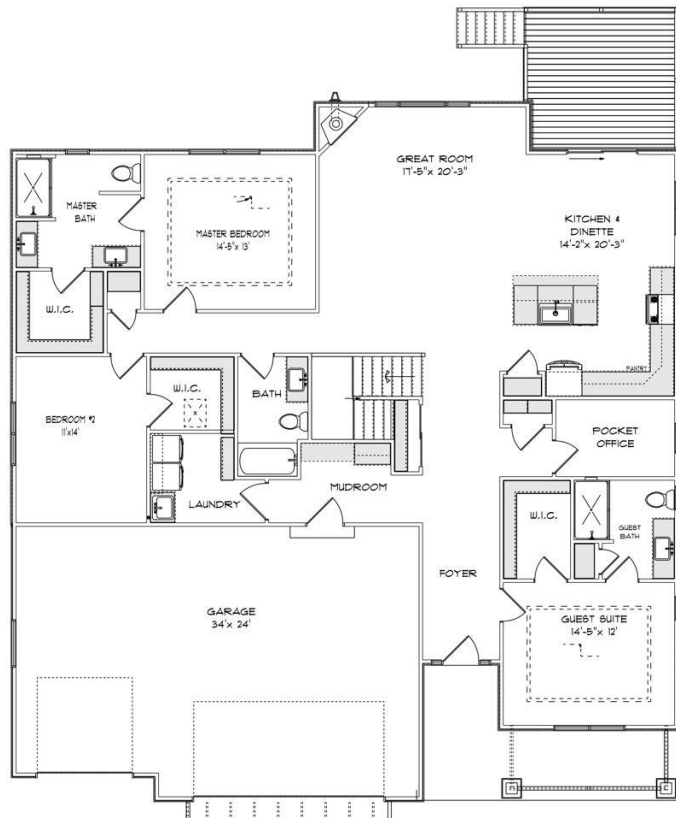 GREAT ROOM
17'-5"x 20'-3"
MASTER
BATH
MASTER BEDROOM
14'-5"x 13'
KITCHEN &
DINETTE
14'-2"x 20'-3"
W.I.C.
PANTRY
W.I.C.
BATH
BEDROOM #2
11'x14'
POCKET
OFFICE
MUDROOM
LAUNDRY
W.I.C.
GUEST
BATH
FOYER
GARAGE
34'x 24'
GUEST SUITE
14'-5"x 12'